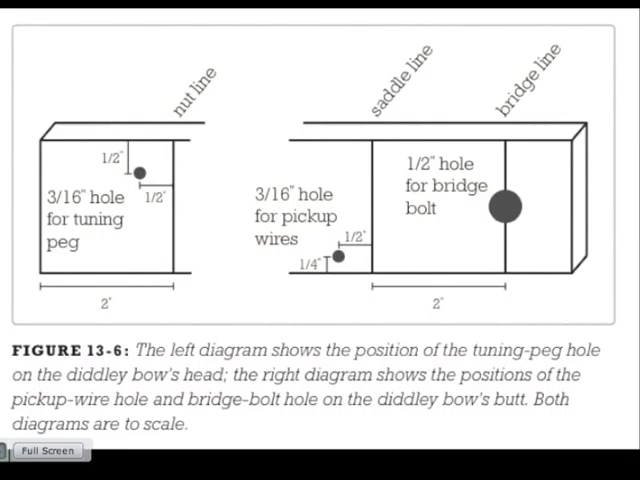 nut line
saddle line
bridge line
1/2"
1/2"
3/16" hole
for tuning
peg
2"
3/16" hole
for pickup
wires
1/2"
1/4"
1/2" hole
for bridge
bolt
2"
FIGURE 13-6: The left diagram shows the position of the tuning-peg hole
on the diddley bow's head; the right diagram shows the positions of the
pickup-wire hole and bridge-bolt hole on the diddley bow's butt. Both
diagrams are to scale.
Full Screen